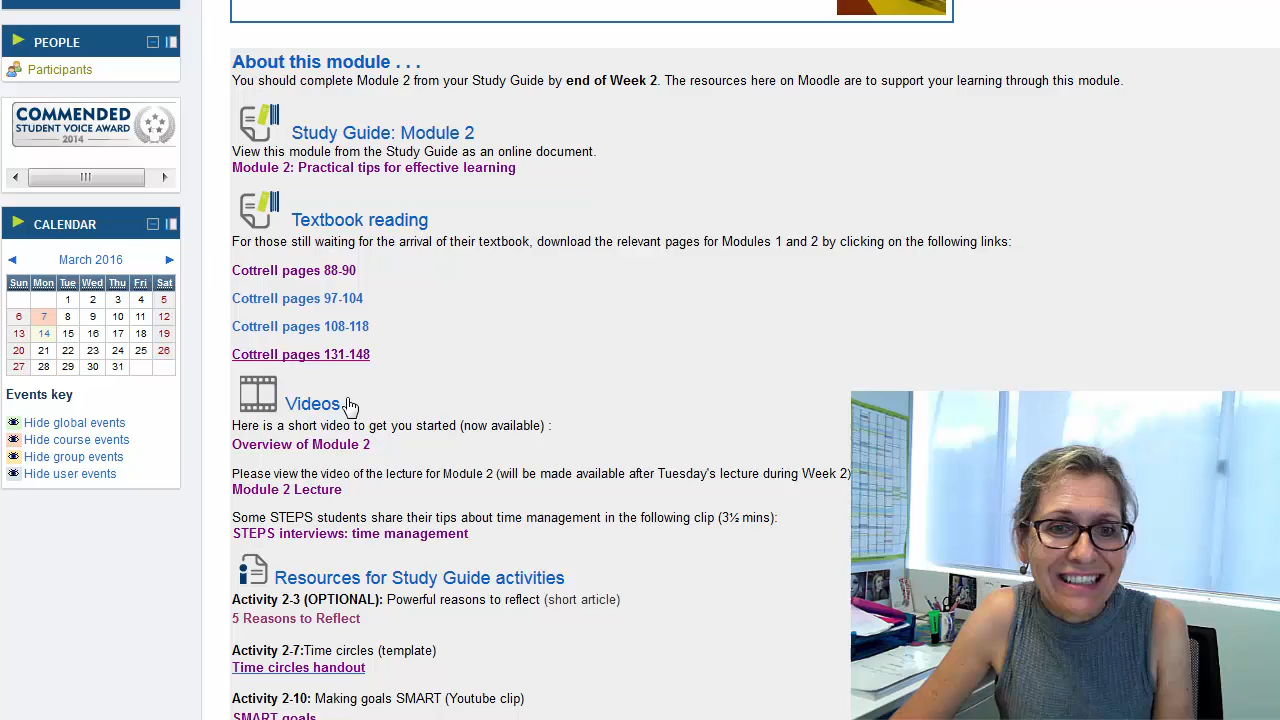 PEOPLE
Participants
COMMENDED
STUDENT VOICE AWARD
2014
CALENDAR
March 2016
Sun Mon Tue Wed Thu Fri Sat
1 2 3 4 5
6 7 8 9 10 11 12
13 14 15 16 17 18 19
20 21 22 23 24 25 26
27 28 29 30 31
Events key
Hide global events
Hide course events
Hide group events
Hide user events
About this module . . .
You should complete Module 2 from your Study Guide by end of Week 2. The resources here on Moodle are to support your learning through this module.
Study Guide: Module 2
View this module from the Study Guide as an online document.
Module 2: Practical tips for effective learning
Textbook reading
For those still waiting for the arrival of their textbook, download the relevant pages for Modules 1 and 2 by clicking on the following links:
Cottrell pages 88-90
Cottrell pages 97-104
Cottrell pages 108-118
Cottrell pages 131-148
Videos
Here is a short video to get you started (now available) :
Overview of Module 2
Please view the video of the lecture for Module 2 (will be made available after Tuesday's lecture during Week 2)
Module 2 Lecture
Some STEPS students share their tips about time management in the following clip (3½ mins):
STEPS interviews: time management
Resources for Study Guide activities
Activity 2-3 (OPTIONAL): Powerful reasons to reflect (short article)
5 Reasons to Reflect
Activity 2-7:Time circles (template)
Time circles handout
Activity 2-10: Making goals SMART (Youtube clip)
SMART goals